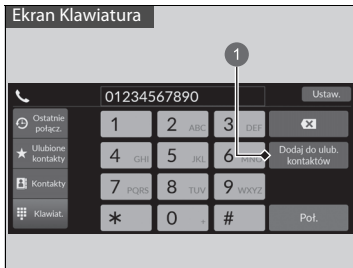 Ekran Klawiatura
1
01234567890
Ustaw.
Ostatnie
połącz.
1
2 ABC
3 DEF
Ulubione
kontakty
4 GHI
5 JKL
6 MNO
Dodaj do ulub.
kontaktów
Kontakty
7 PQRS
8 TUV
9 WXYZ
Klawiat.
*
0 +
#
Poł.